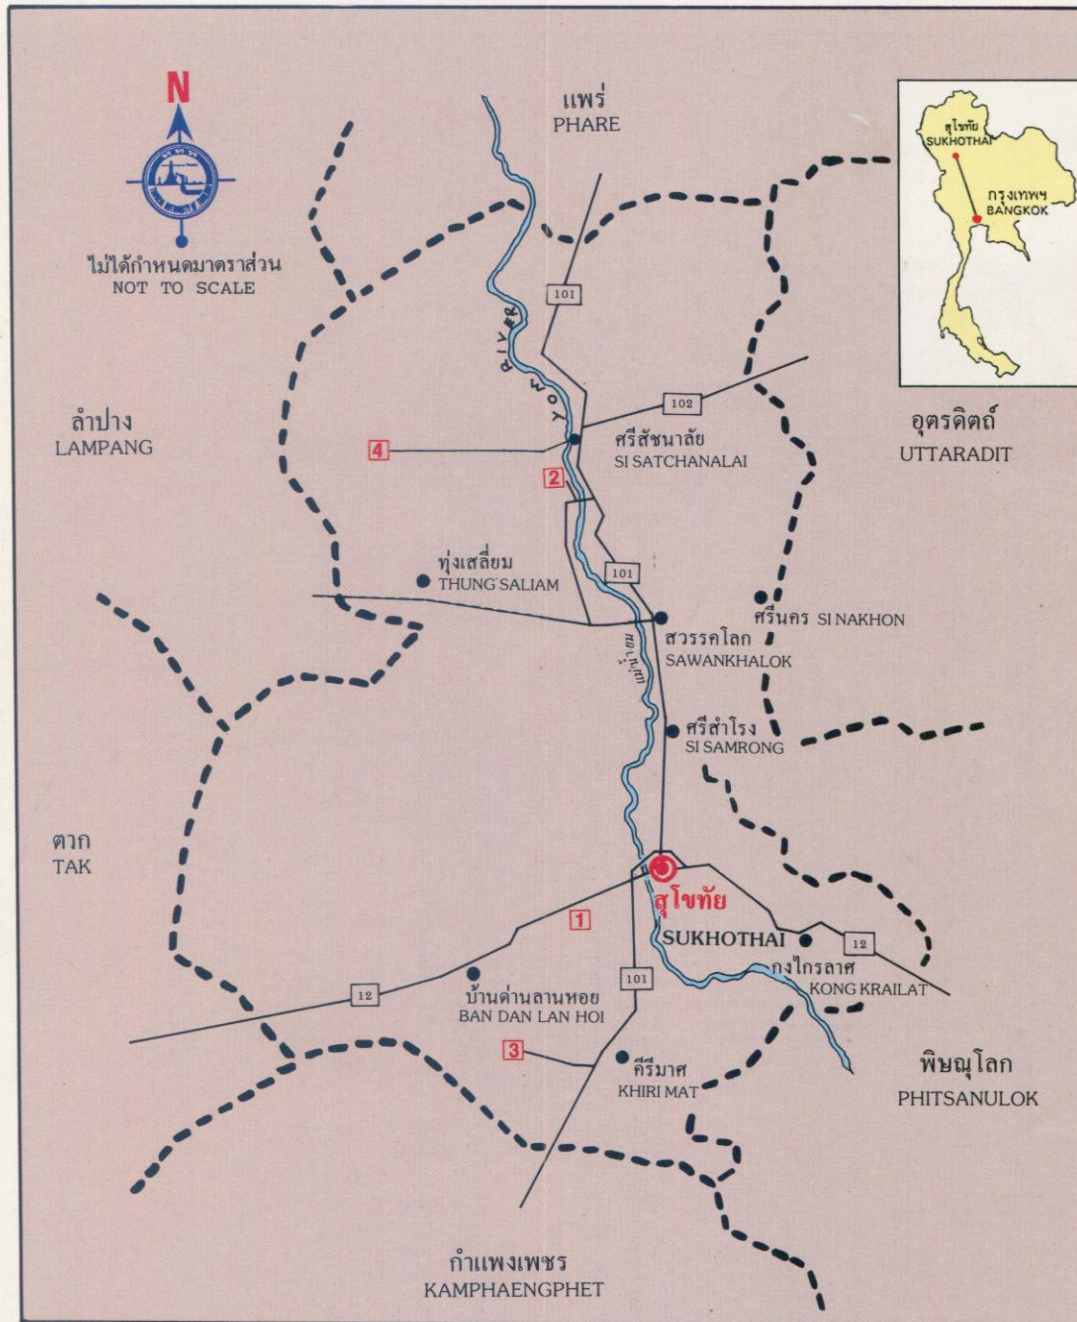 N
ไม่ได้กำหนดมาตราส่วน
NOT TO SCALE
แพร่
PHARE
สุโขทัย
SUKHOTHAI
กรุงเทพฯ
BANGKOK
101
YOM RIVER
102
ลำปาง
LAMPANG
อุตรดิตถ์
UTTARADIT
4
ศรีสัชนาลัย
SI SATCHANALAI
2
101
ทุ่งเสลี่ยม
THUNG SALIAM
ศรีนคร SI NAKHON
สวรรคโลก
SAWANKHALOK
แม่น้ำยม
ศรีสำโรง
SI SAMRONG
ตาก
TAK
1
สุโขทัย
SUKHOTHAI
12
กงไกรลาศ
KONG KRAILAT
101
12
บ้านด่านลานหอย
BAN DAN LAN HOI
3
คีรีมาศ
KHIRI MAT
พิษณุโลก
PHITSANULOK
กำแพงเพชร
KAMPHAENGPHET